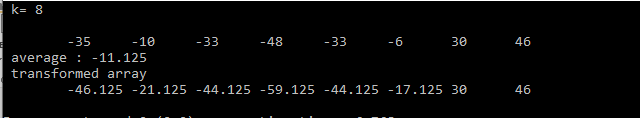 k= 8
-35 -10 -33 -48 -33 -6 30 46
average : -11.125
transformed array
-46.125 -21.125 -44.125 -59.125 -44.125 -17.125 30 46